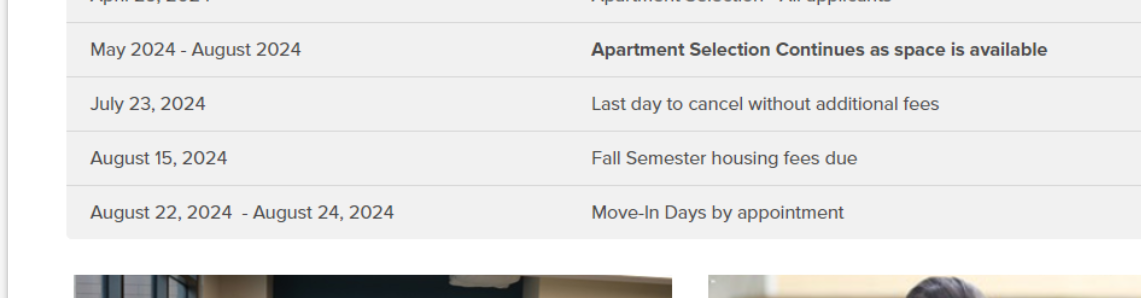 May 2024 - August 2024 Apartment Selection Continues as space is available
July 23, 2024 Last day to cancel without additional fees
August 15, 2024 Fall Semester housing fees due
August 22, 2024 - August 24, 2024 Move-In Days by appointment